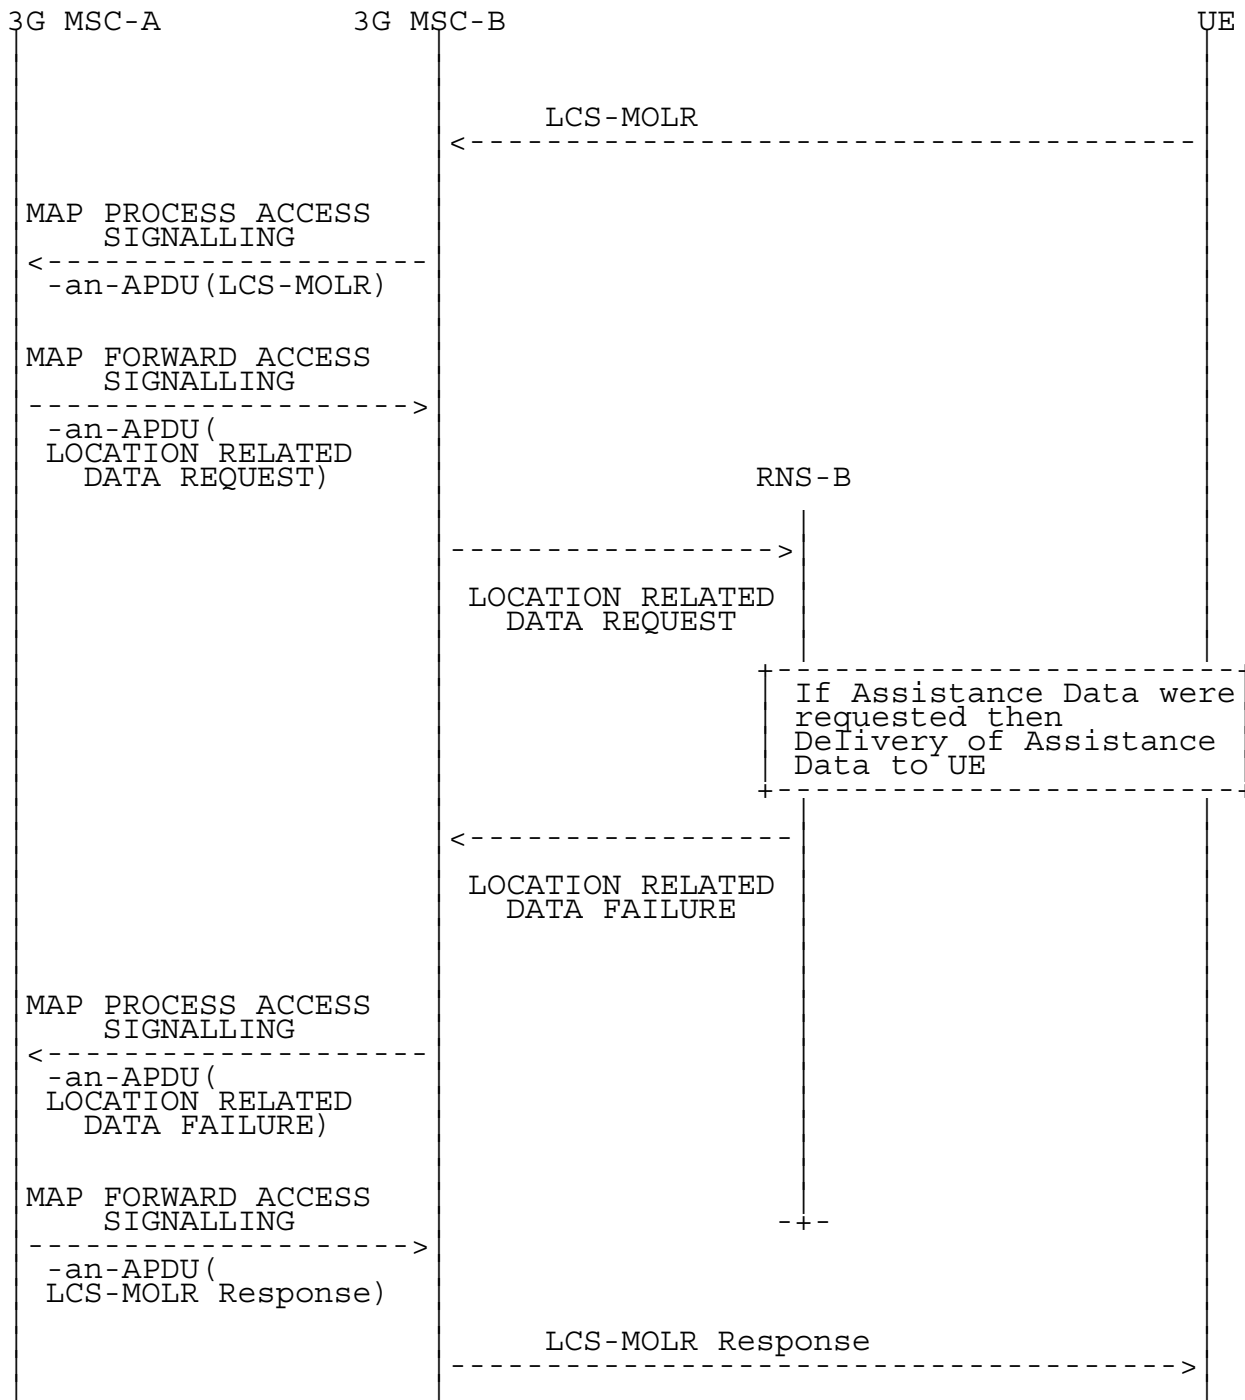 3G MSC-A 3G MSC-B UE
LCS-MOLR
MAP PROCESS ACCESS
SIGNALLING
-an-APDU(LCS-MOLR)
MAP FORWARD ACCESS
SIGNALLING
-an-APDU(
LOCATION RELATED
DATA REQUEST)
RNS-B
LOCATION RELATED
DATA REQUEST
If Assistance Data were
requested then
Delivery of Assistance
Data to UE
LOCATION RELATED
DATA FAILURE
MAP PROCESS ACCESS
SIGNALLING
-an-APDU(
LOCATION RELATED
DATA FAILURE)
MAP FORWARD ACCESS
SIGNALLING
-an-APDU(
LCS-MOLR Response)
LCS-MOLR Response